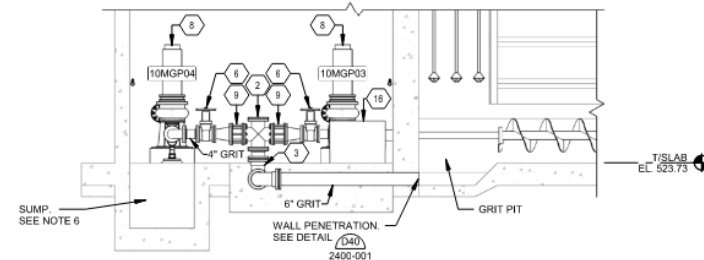 8
8
10MGP04
6
2
6
10MGP03
9
9
16
4" GRIT
3
T/SLAB
EL. 523.73
6" GRIT
GRIT PIT
SUMP.
SEE NOTE 6
WALL PENETRATION.
SEE DETAIL
D40
2400-001